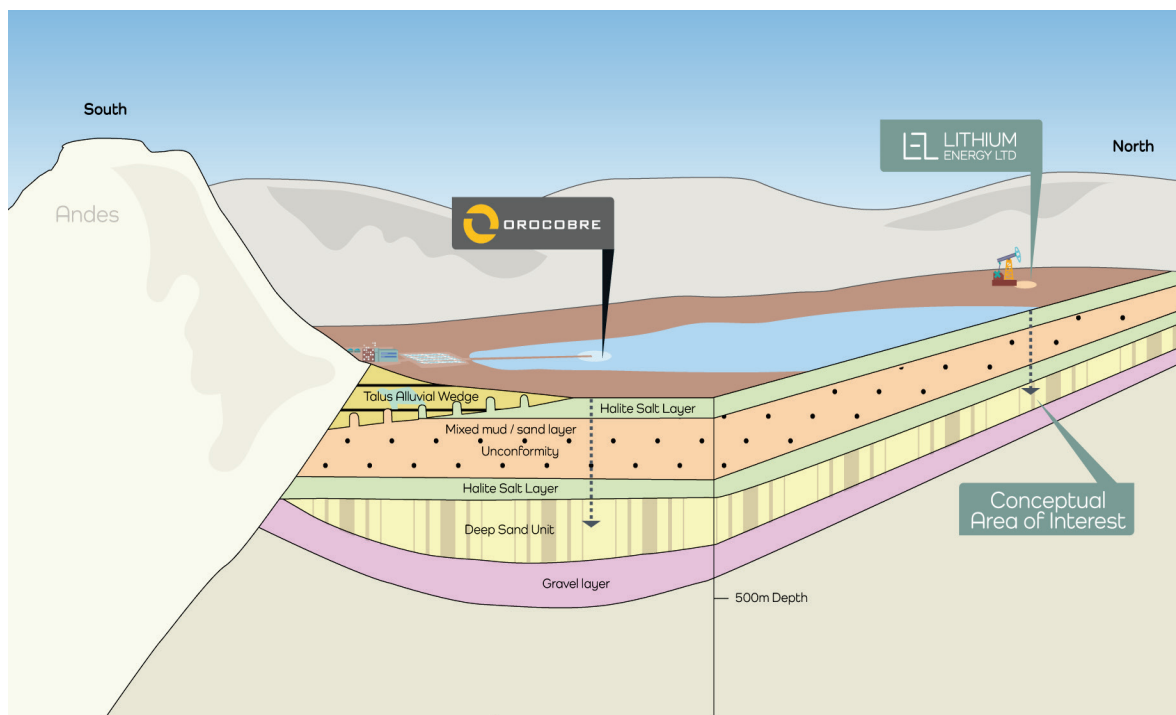 South
North
LEL LITHIUM
ENERGY LTD
Andes
OROCOBRE
Talus Alluvial Wedge
Halite Salt Layer
Mixed mud / sand layer
Unconformity
Halite Salt Layer
Deep Sand Unit
Conceptual
Area of Interest
Gravel layer
500m Depth